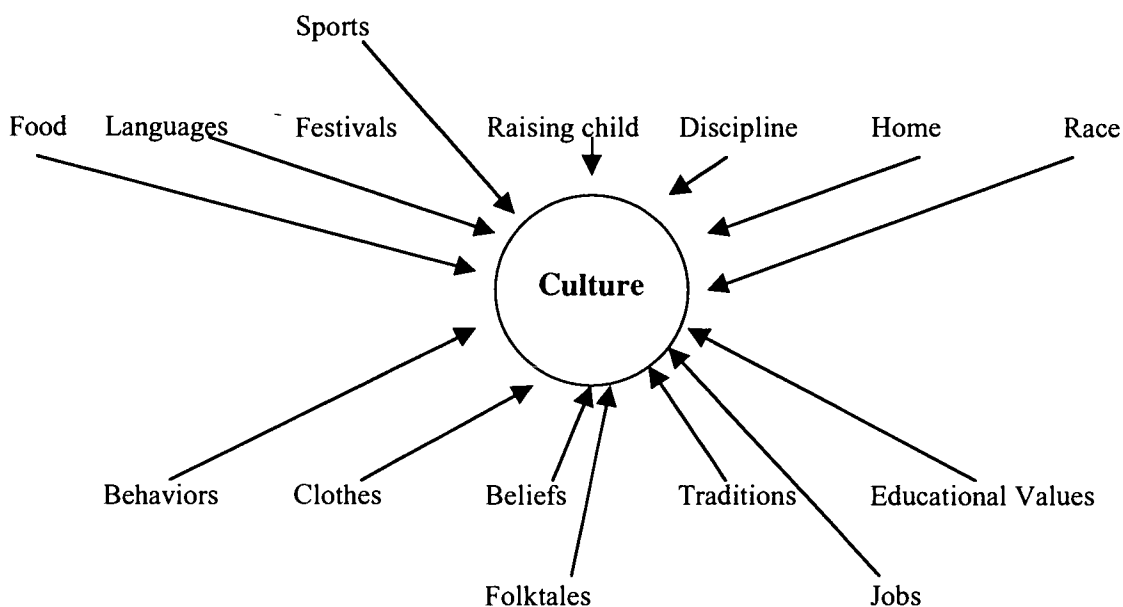 Sports
Food Languages Festivals Raising child Discipline Home Race
Culture
Behaviors Clothes Beliefs Traditions Educational Values
Folktales Jobs